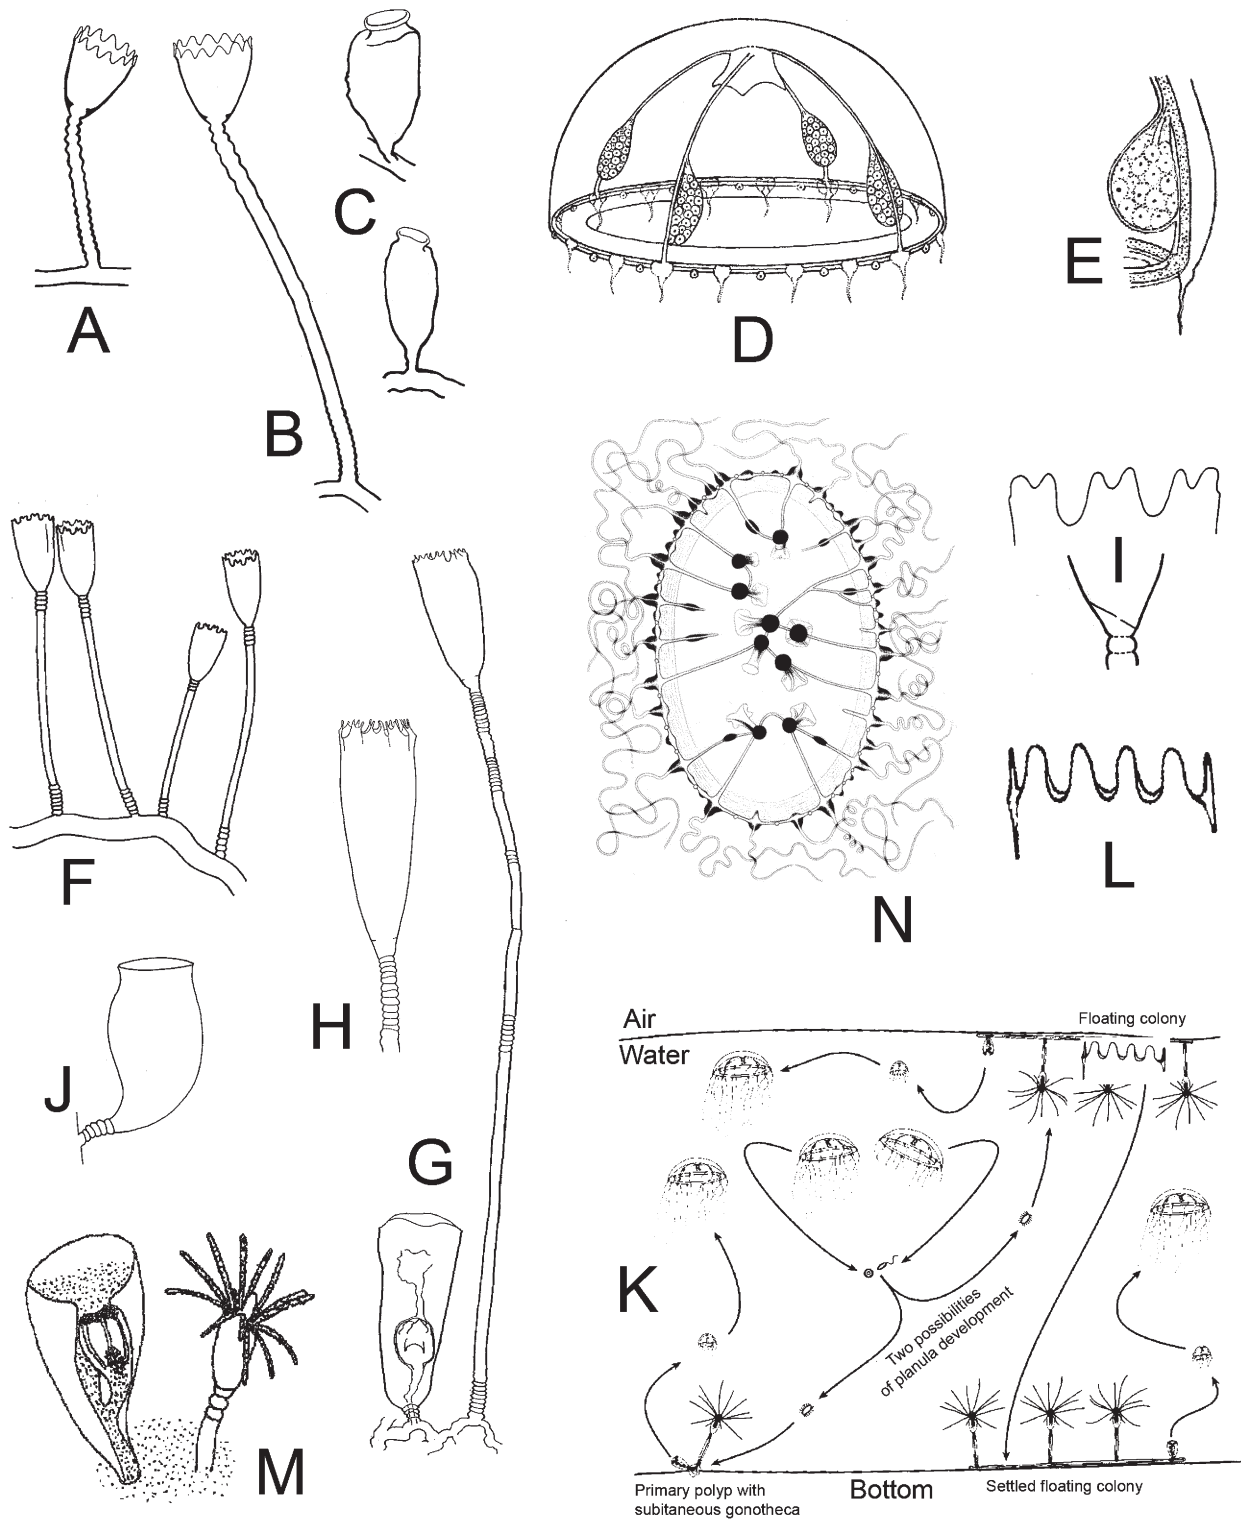 C
E
A
D
B
I
F
L
N
H
J
G
Air
Floating colony
Water
K
Two possibilities
of planula development
M
Primary polyp with
subitaneous gonotheca
Bottom
Settled floating colony